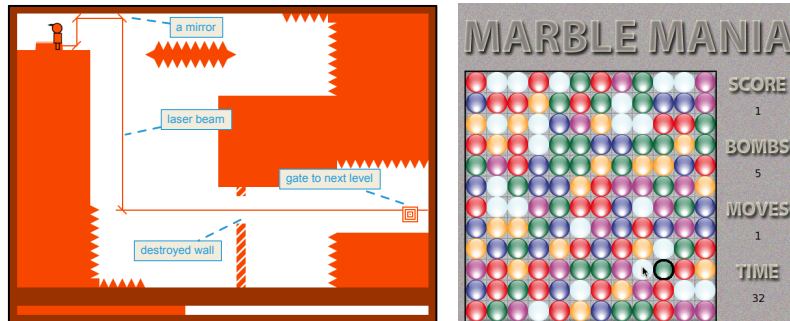 a mirror
laser beam
gate to next level
destroyed wall
MARBLE MANIA
SCORE
1
BOMBS
5
MOVES
1
TIME
32